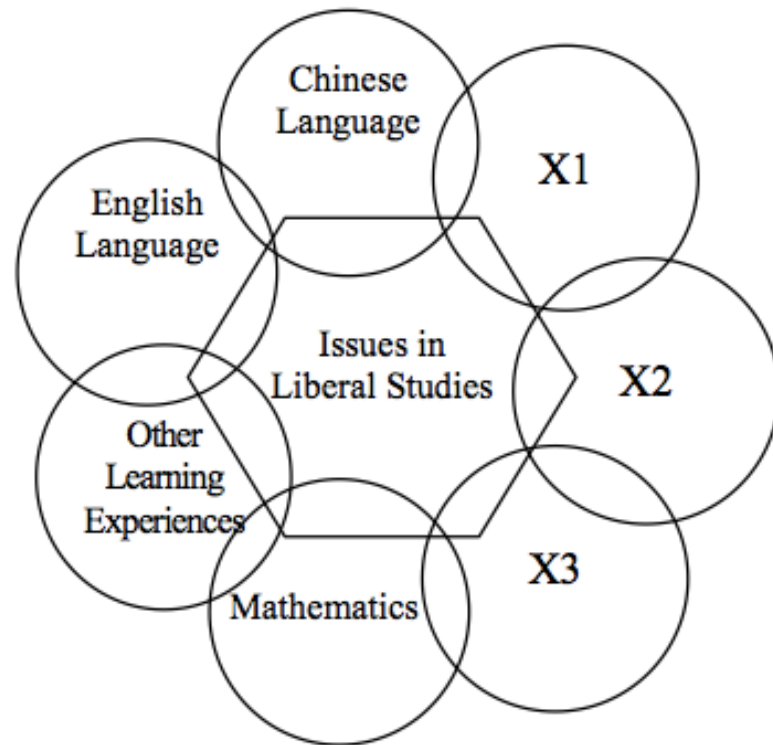 Chinese
Language
X1
English
Language
Issues in
Liberal Studies
X2
Other
Learning
Experiences
X3
Mathematics